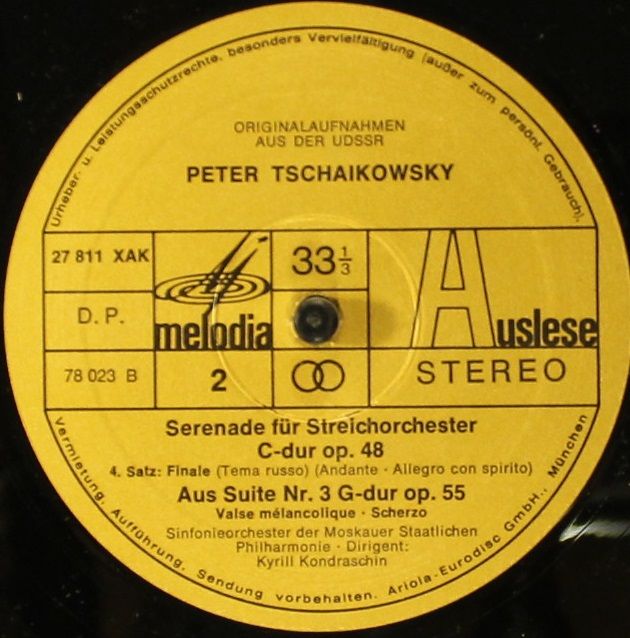 Urheber- u. Leistungsschutzrechte, besonders Vervielfältigung (außer zum persönl. Gebrauch),
ORIGINALAUFNAHMEN
AUS DER UDSSR
PETER TSCHAIKOWSKY
27 811 XAK
33 1/3
D. P.
melodia
Auslese
78 023 B
2
STEREO
Serenade für Streichorchester
C-dur op. 48
4. Satz: Finale (Tema russo) (Andante · Allegro con spirito)
Aus Suite Nr. 3 G-dur op. 55
Valse mélancolique · Scherzo
Sinfonieorchester der Moskauer Staatlichen
Philharmonie · Dirigent:
Kyrill Kondraschin
Vermietung, Aufführung, Sendung vorbehalten. Ariola-Eurodisc GmbH., München